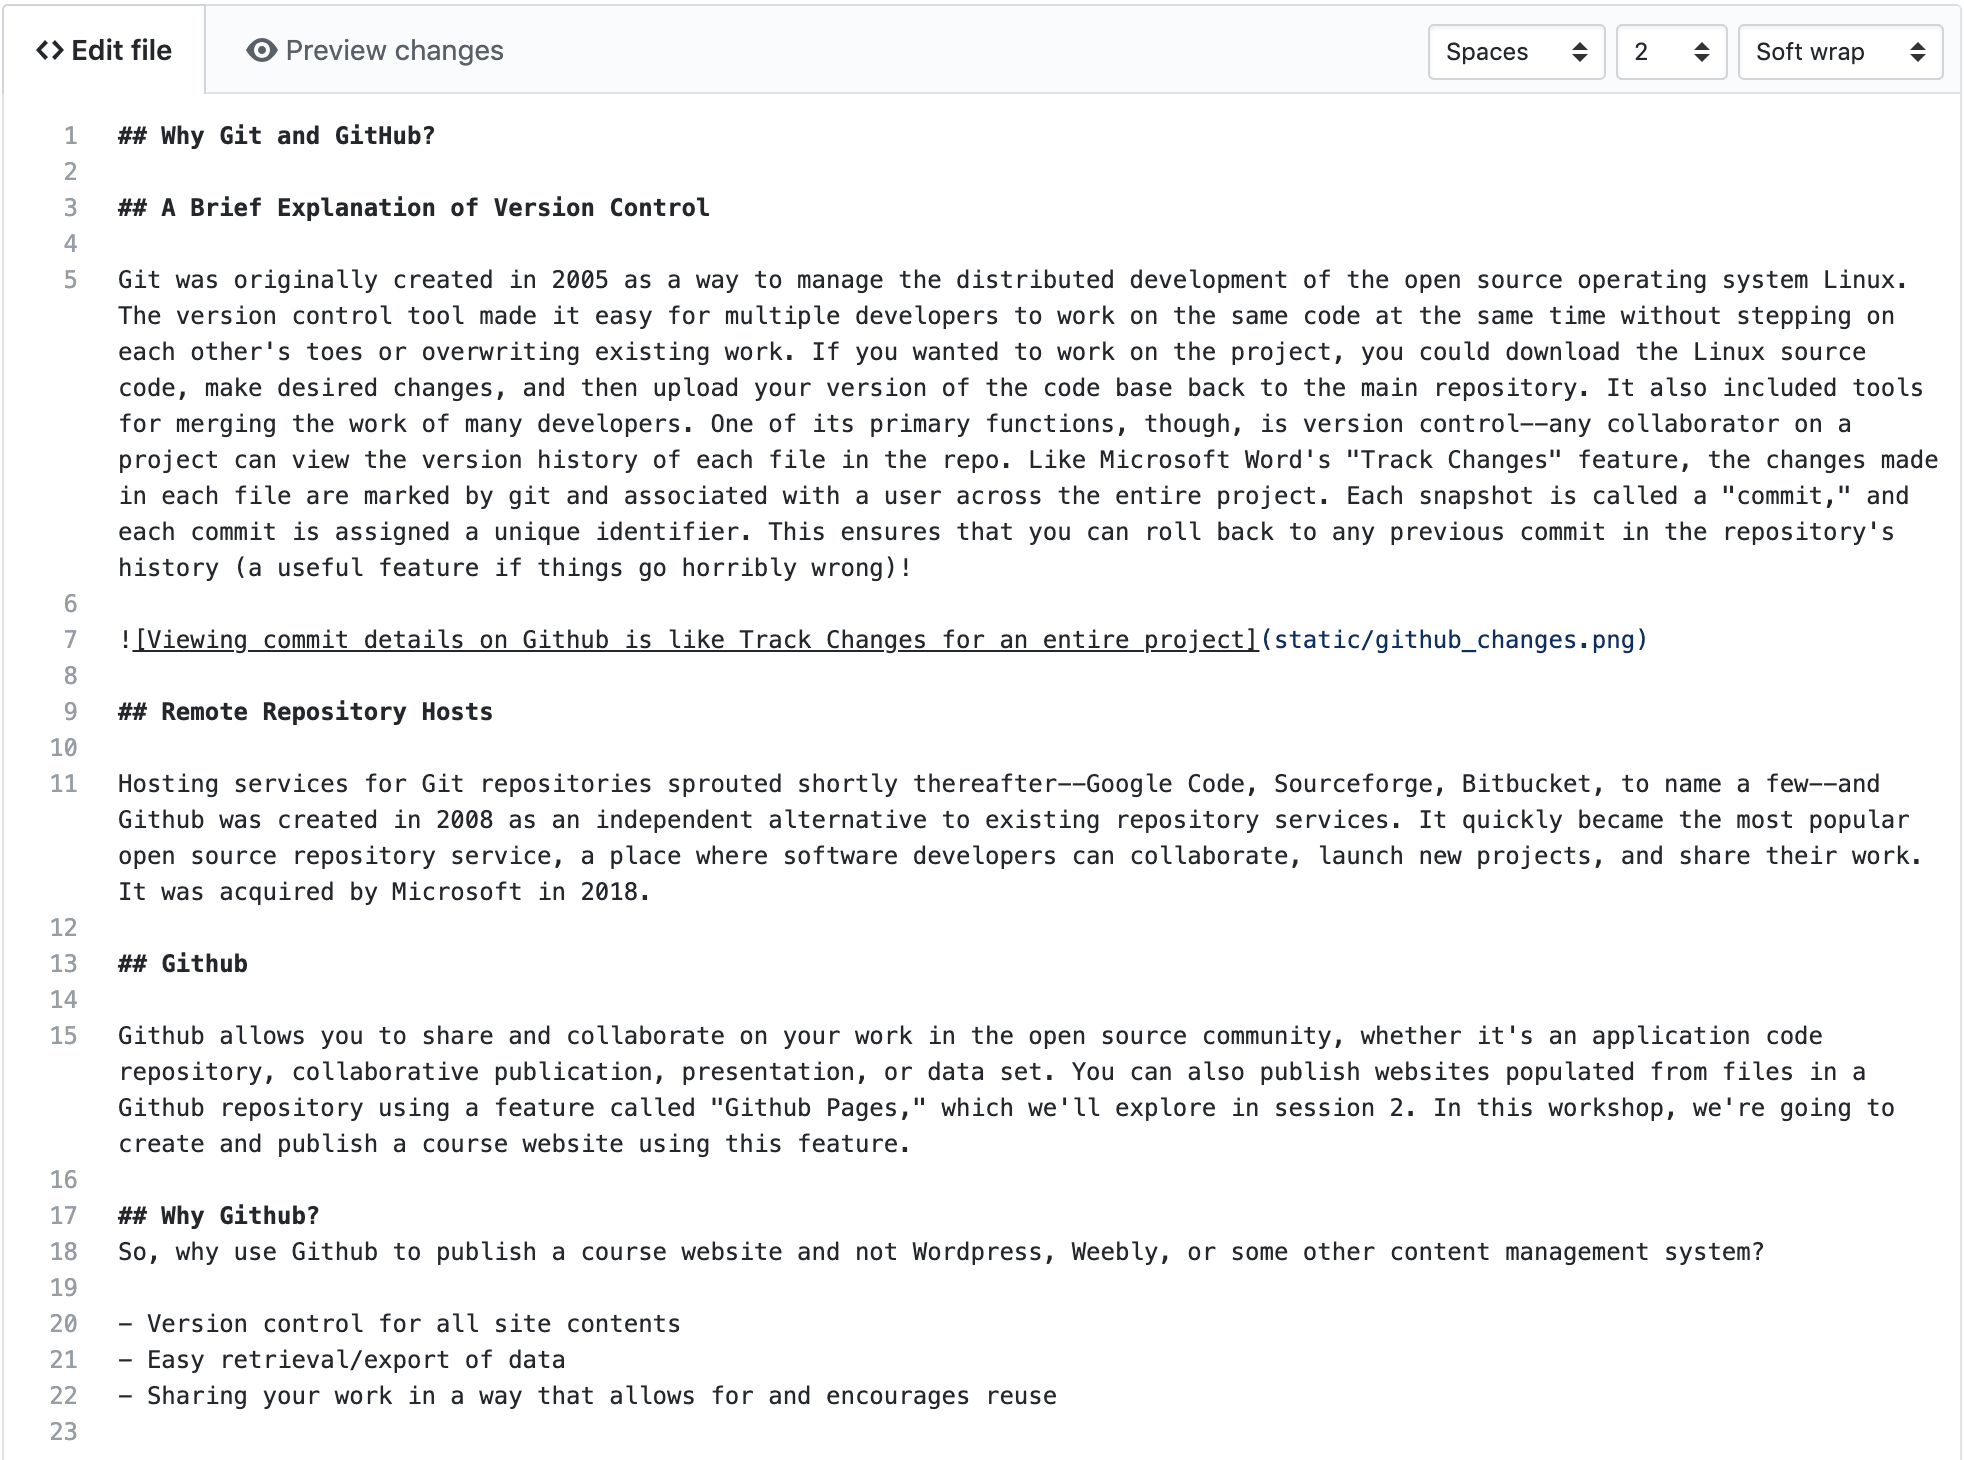 Edit file
Preview changes
Spaces
2
Soft wrap
1 ## Why Git and GitHub?
2
3 ## A Brief Explanation of Version Control
4
5 Git was originally created in 2005 as a way to manage the distributed development of the open source operating system Linux.
The version control tool made it easy for multiple developers to work on the same code at the same time without stepping on
each other's toes or overwriting existing work. If you wanted to work on the project, you could download the Linux source
code, make desired changes, and then upload your version of the code base back to the main repository. It also included tools
for merging the work of many developers. One of its primary functions, though, is version control--any collaborator on a
project can view the version history of each file in the repo. Like Microsoft Word's "Track Changes" feature, the changes made
in each file are marked by git and associated with a user across the entire project. Each snapshot is called a "commit," and
each commit is assigned a unique identifier. This ensures that you can roll back to any previous commit in the repository's
history (a useful feature if things go horribly wrong)!
6
7 ![Viewing commit details on Github is like Track Changes for an entire project](static/github_changes.png)
8
9 ## Remote Repository Hosts
10
11 Hosting services for Git repositories sprouted shortly thereafter--Google Code, Sourceforge, Bitbucket, to name a few--and
Github was created in 2008 as an independent alternative to existing repository services. It quickly became the most popular
open source repository service, a place where software developers can collaborate, launch new projects, and share their work.
It was acquired by Microsoft in 2018.
12
13 ## Github
14
15 Github allows you to share and collaborate on your work in the open source community, whether it's an application code
repository, collaborative publication, presentation, or data set. You can also publish websites populated from files in a
Github repository using a feature called "Github Pages," which we'll explore in session 2. In this workshop, we're going to
create and publish a course website using this feature.
16
17 ## Why Github?
18 So, why use Github to publish a course website and not Wordpress, Weebly, or some other content management system?
19
20 - Version control for all site contents
21 - Easy retrieval/export of data
22 - Sharing your work in a way that allows for and encourages reuse
23